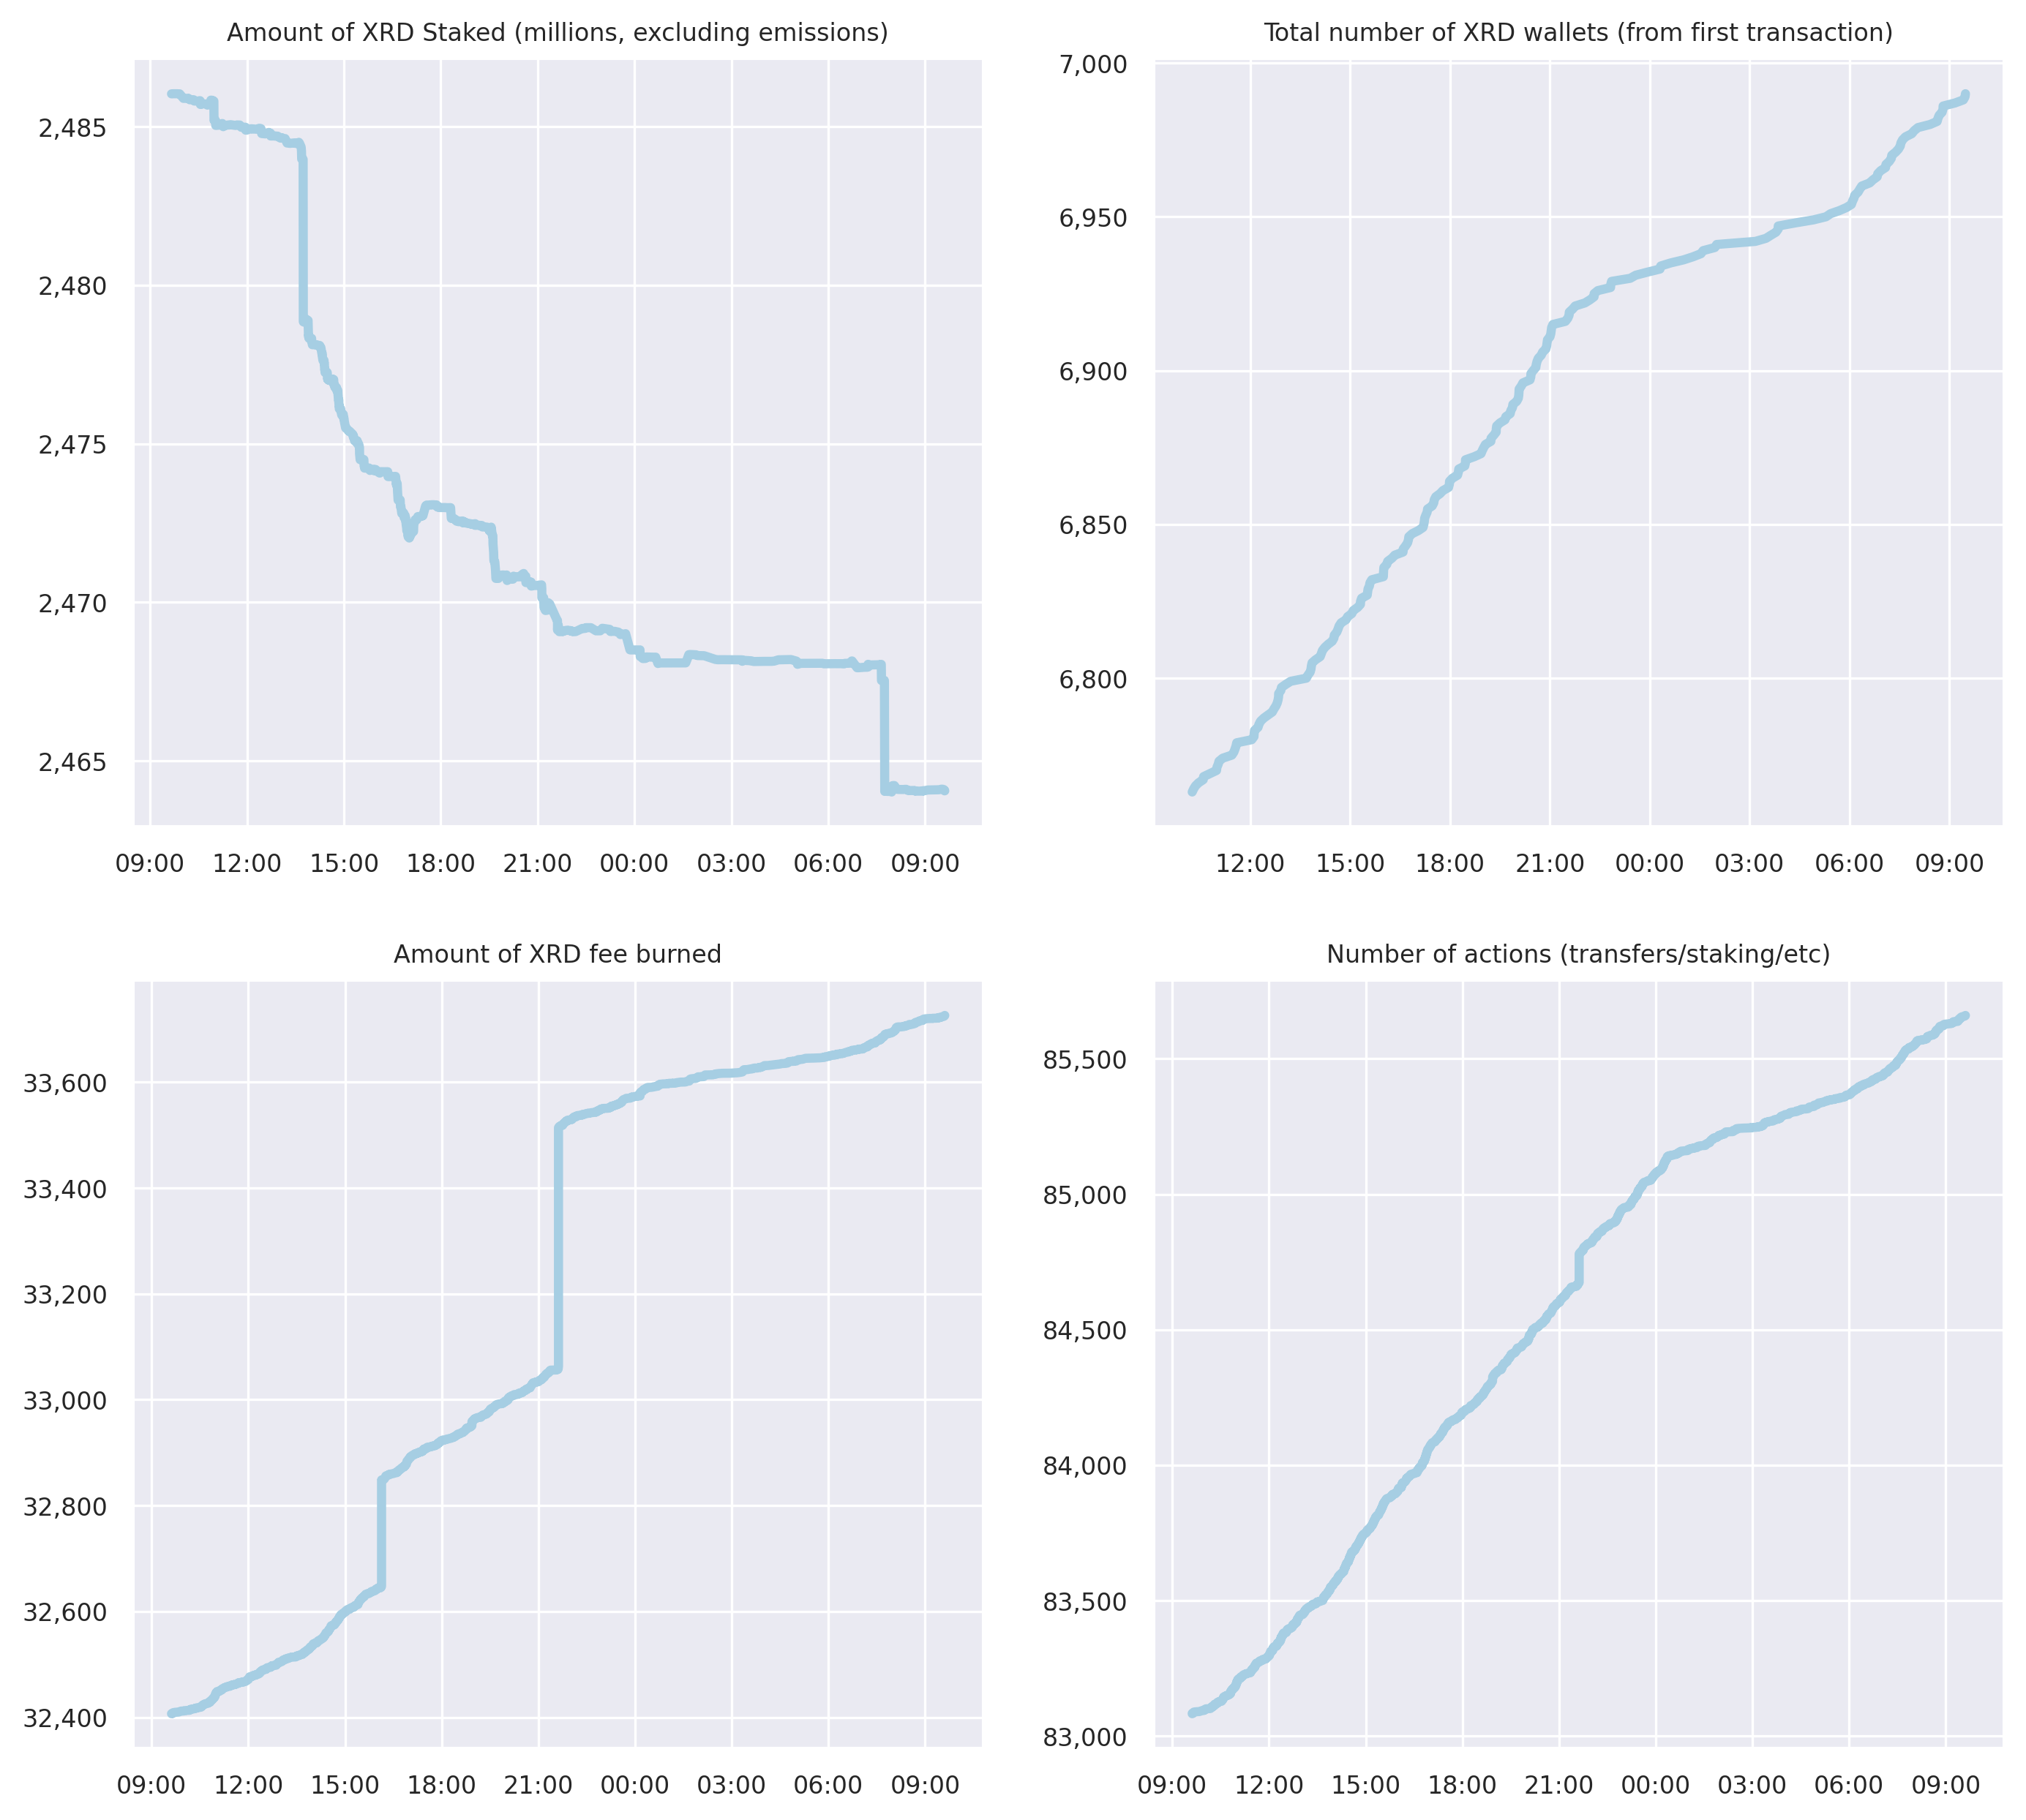 Amount of XRD Staked (millions, excluding emissions)
2,485
2,480
2,475
2,470
2,465
09:00 12:00 15:00 18:00 21:00 00:00 03:00 06:00 09:00
Total number of XRD wallets (from first transaction)
7,000
6,950
6,900
6,850
6,800
12:00 15:00 18:00 21:00 00:00 03:00 06:00 09:00
Amount of XRD fee burned
33,600
33,400
33,200
33,000
32,800
32,600
32,400
09:00 12:00 15:00 18:00 21:00 00:00 03:00 06:00 09:00
Number of actions (transfers/staking/etc)
85,500
85,000
84,500
84,000
83,500
83,000
09:00 12:00 15:00 18:00 21:00 00:00 03:00 06:00 09:00